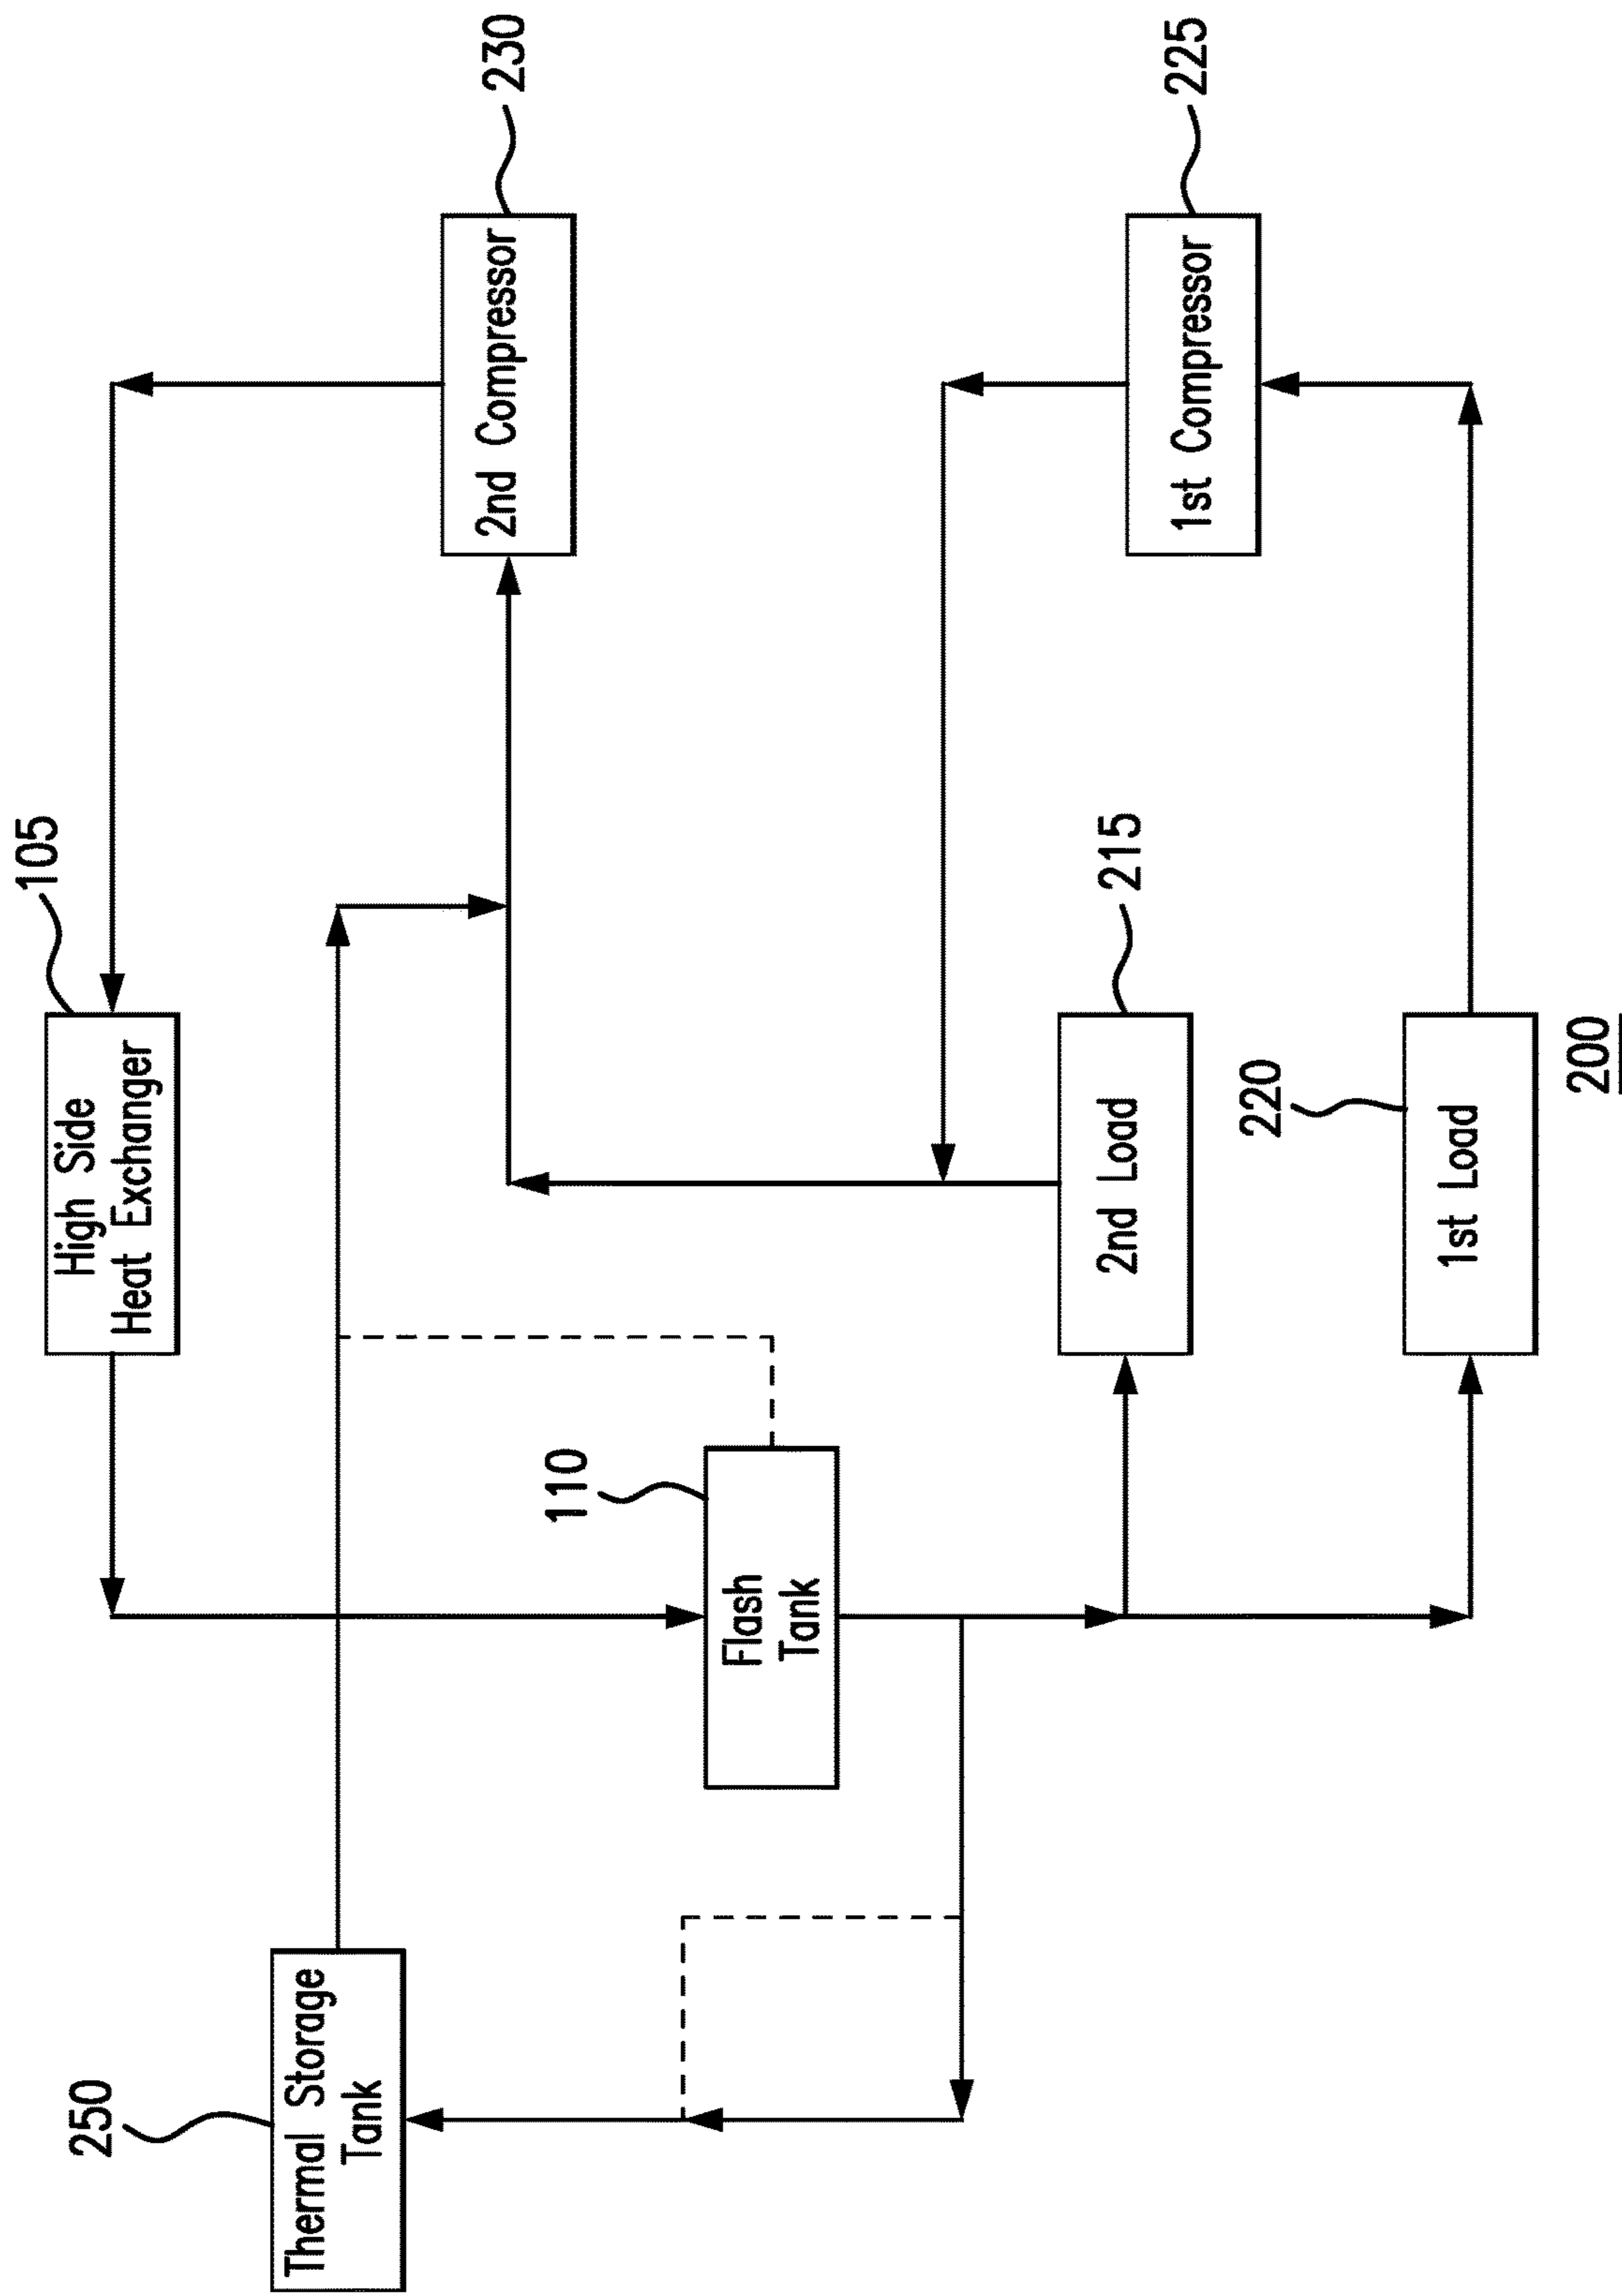 250
Thermal Storage
Tank
110
Flash
Tank
105
High Side
Heat Exchanger
2nd Load
215
220
1st Load
2nd Compressor
230
1st Compressor
225
200